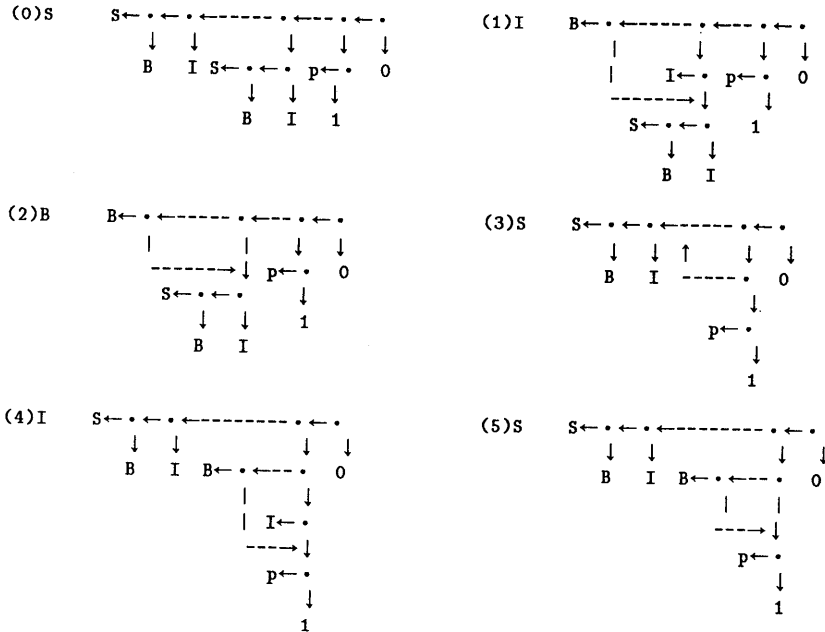 (0)S S
B I S p 0
B I 1
(1)I B
I p 0
S 1
B I
(2)B B
p 0
S 1
B I
(3)S S
B I 0
p
1
(4)I S
B I B 0
I
p
1
(5)S S
B I B 0
p
1